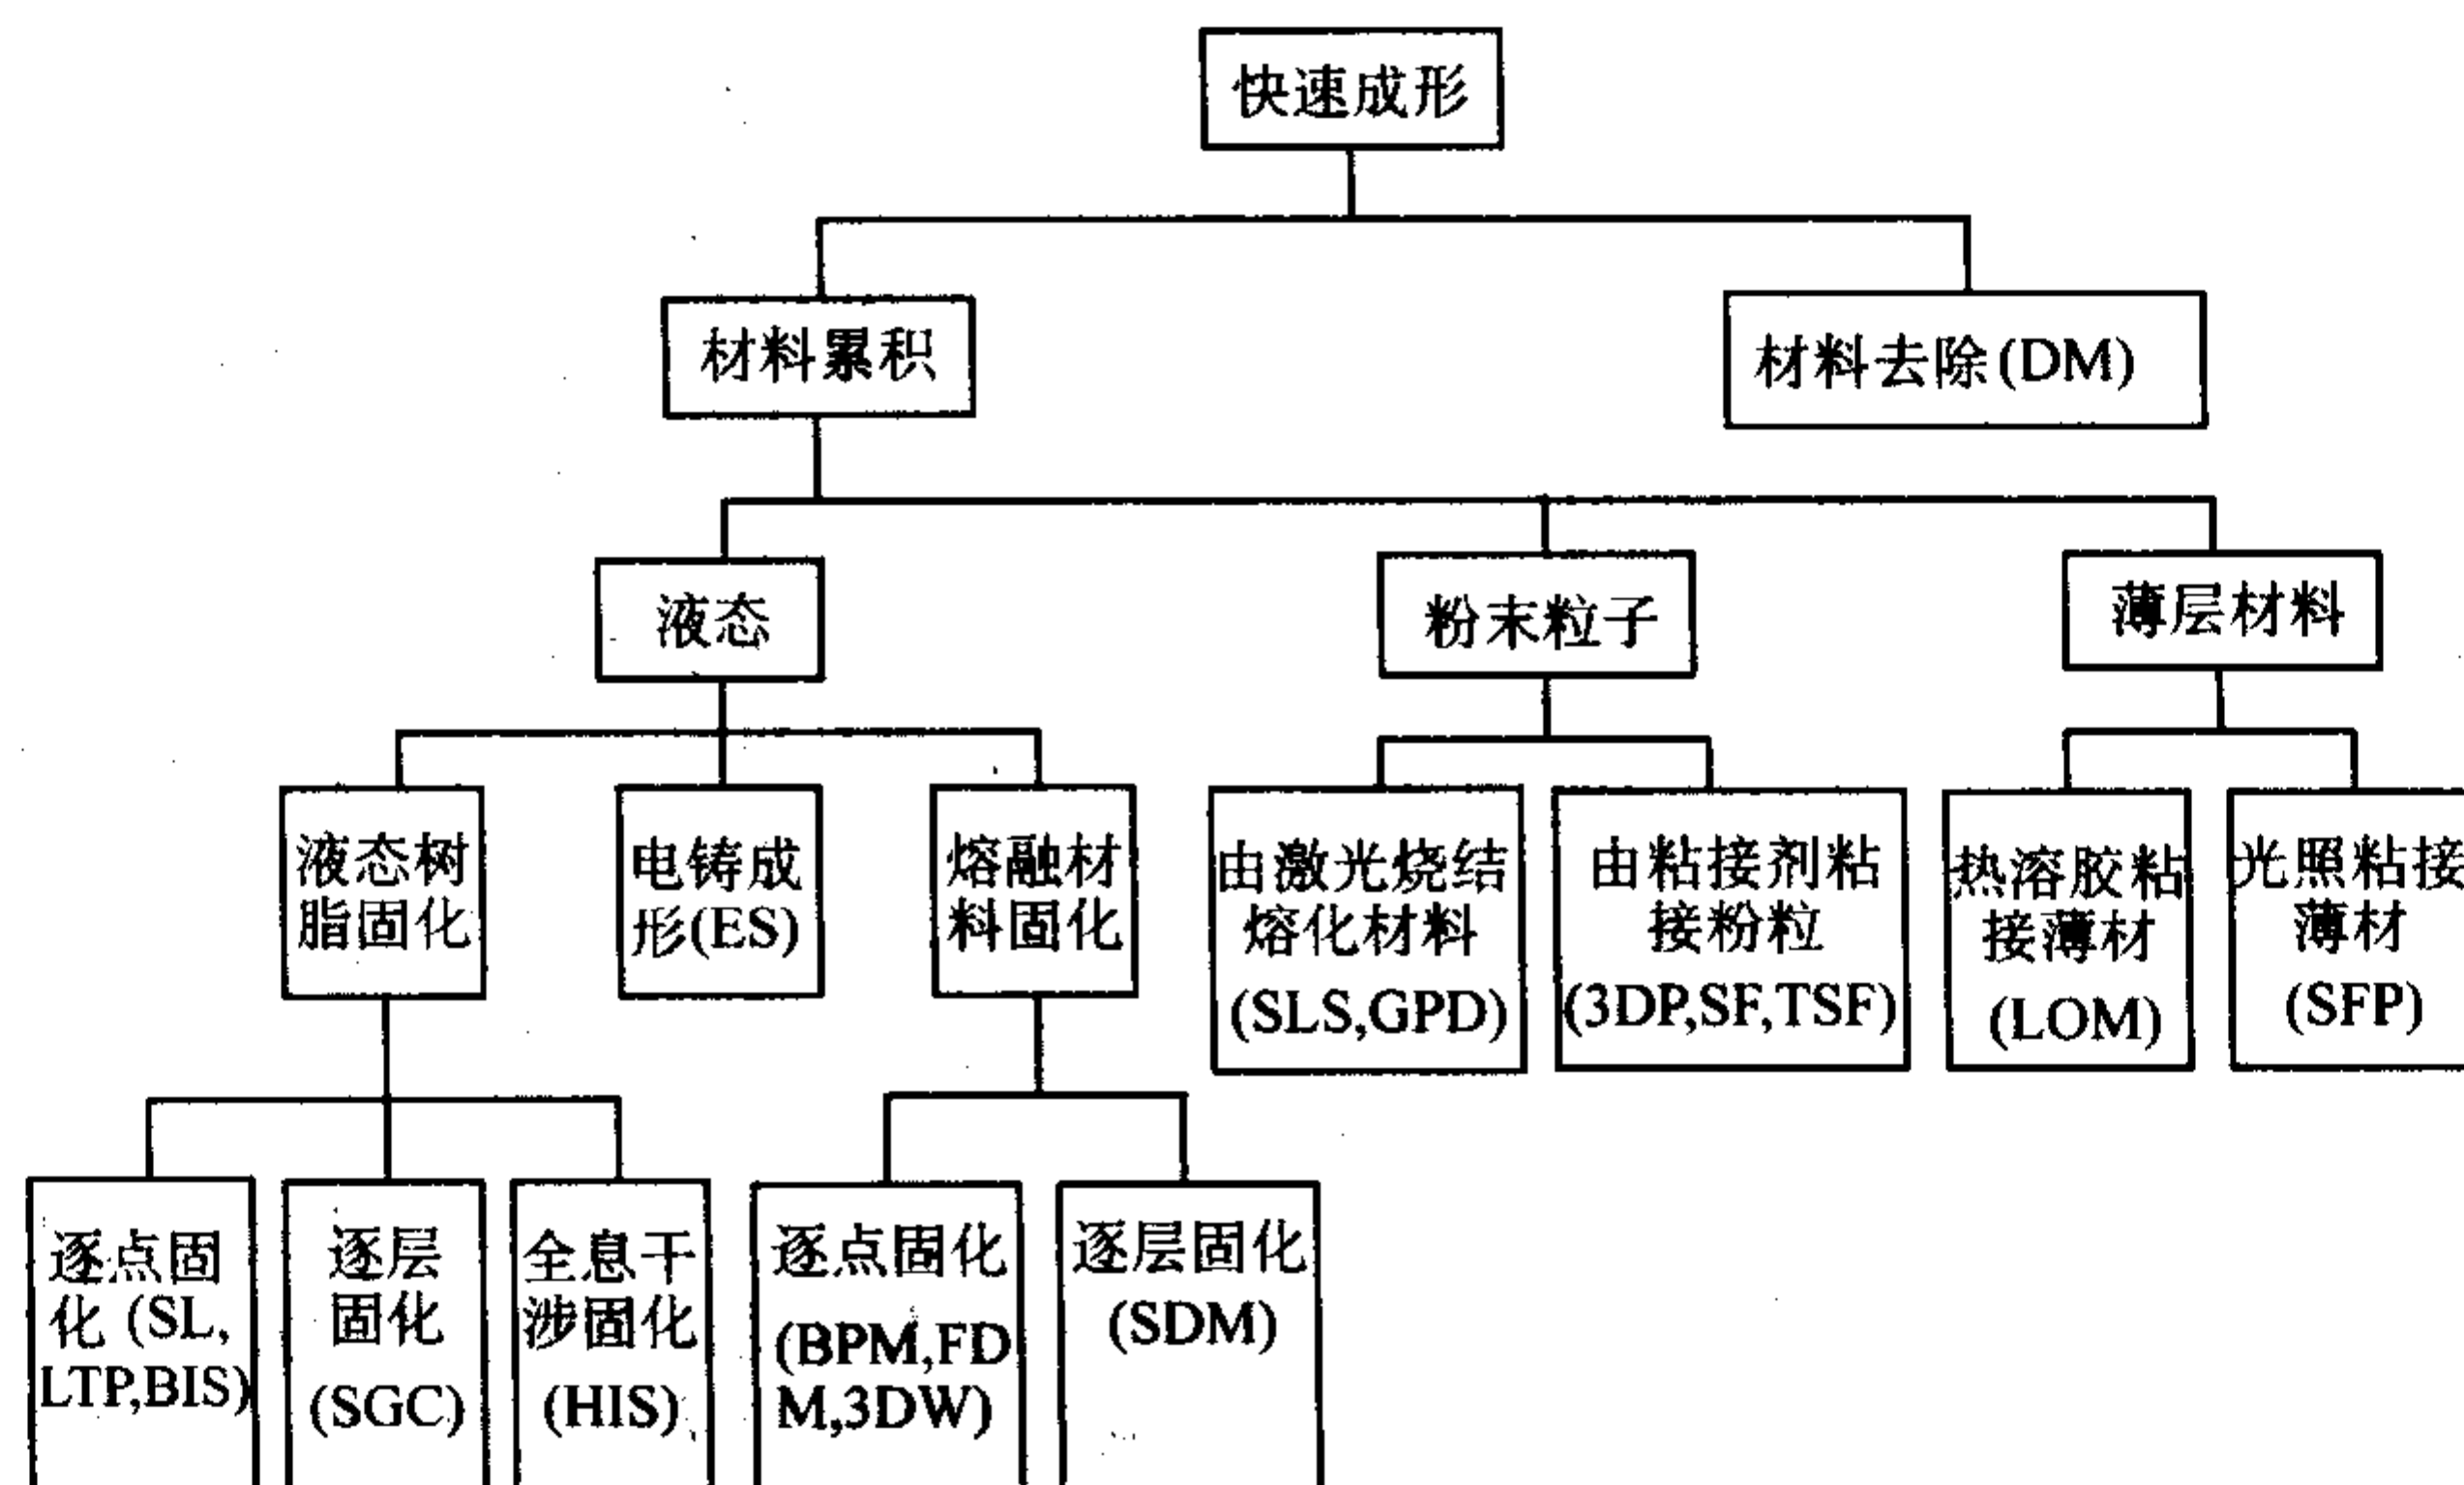 快速成形
材料累积
材料去除(DM)
液态
粉末粒子
薄层材料
液态树
脂固化
电铸成
形(ES)
熔融材
料固化
由激光烧结
熔化材料
(SLS,GPD)
由粘接剂粘
接粉粒
(3DP,SF,TSF)
热溶胶粘
接薄材
(LOM)
光照粘接
薄材
(SFP)
逐点固
化 (SL,
LTP,BIS)
逐层
固化
(SGC)
全息干
涉固化
(HIS)
逐点固化
(BPM,FD
M,3DW)
逐层固化
(SDM)